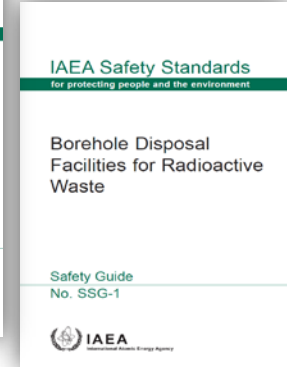 IAEA Safety Standards
for protecting people and the environment
Borehole Disposal
Facilities for Radioactive
Waste
Safety Guide
No. SSG-1
IAEA
International Atomic Energy Agency